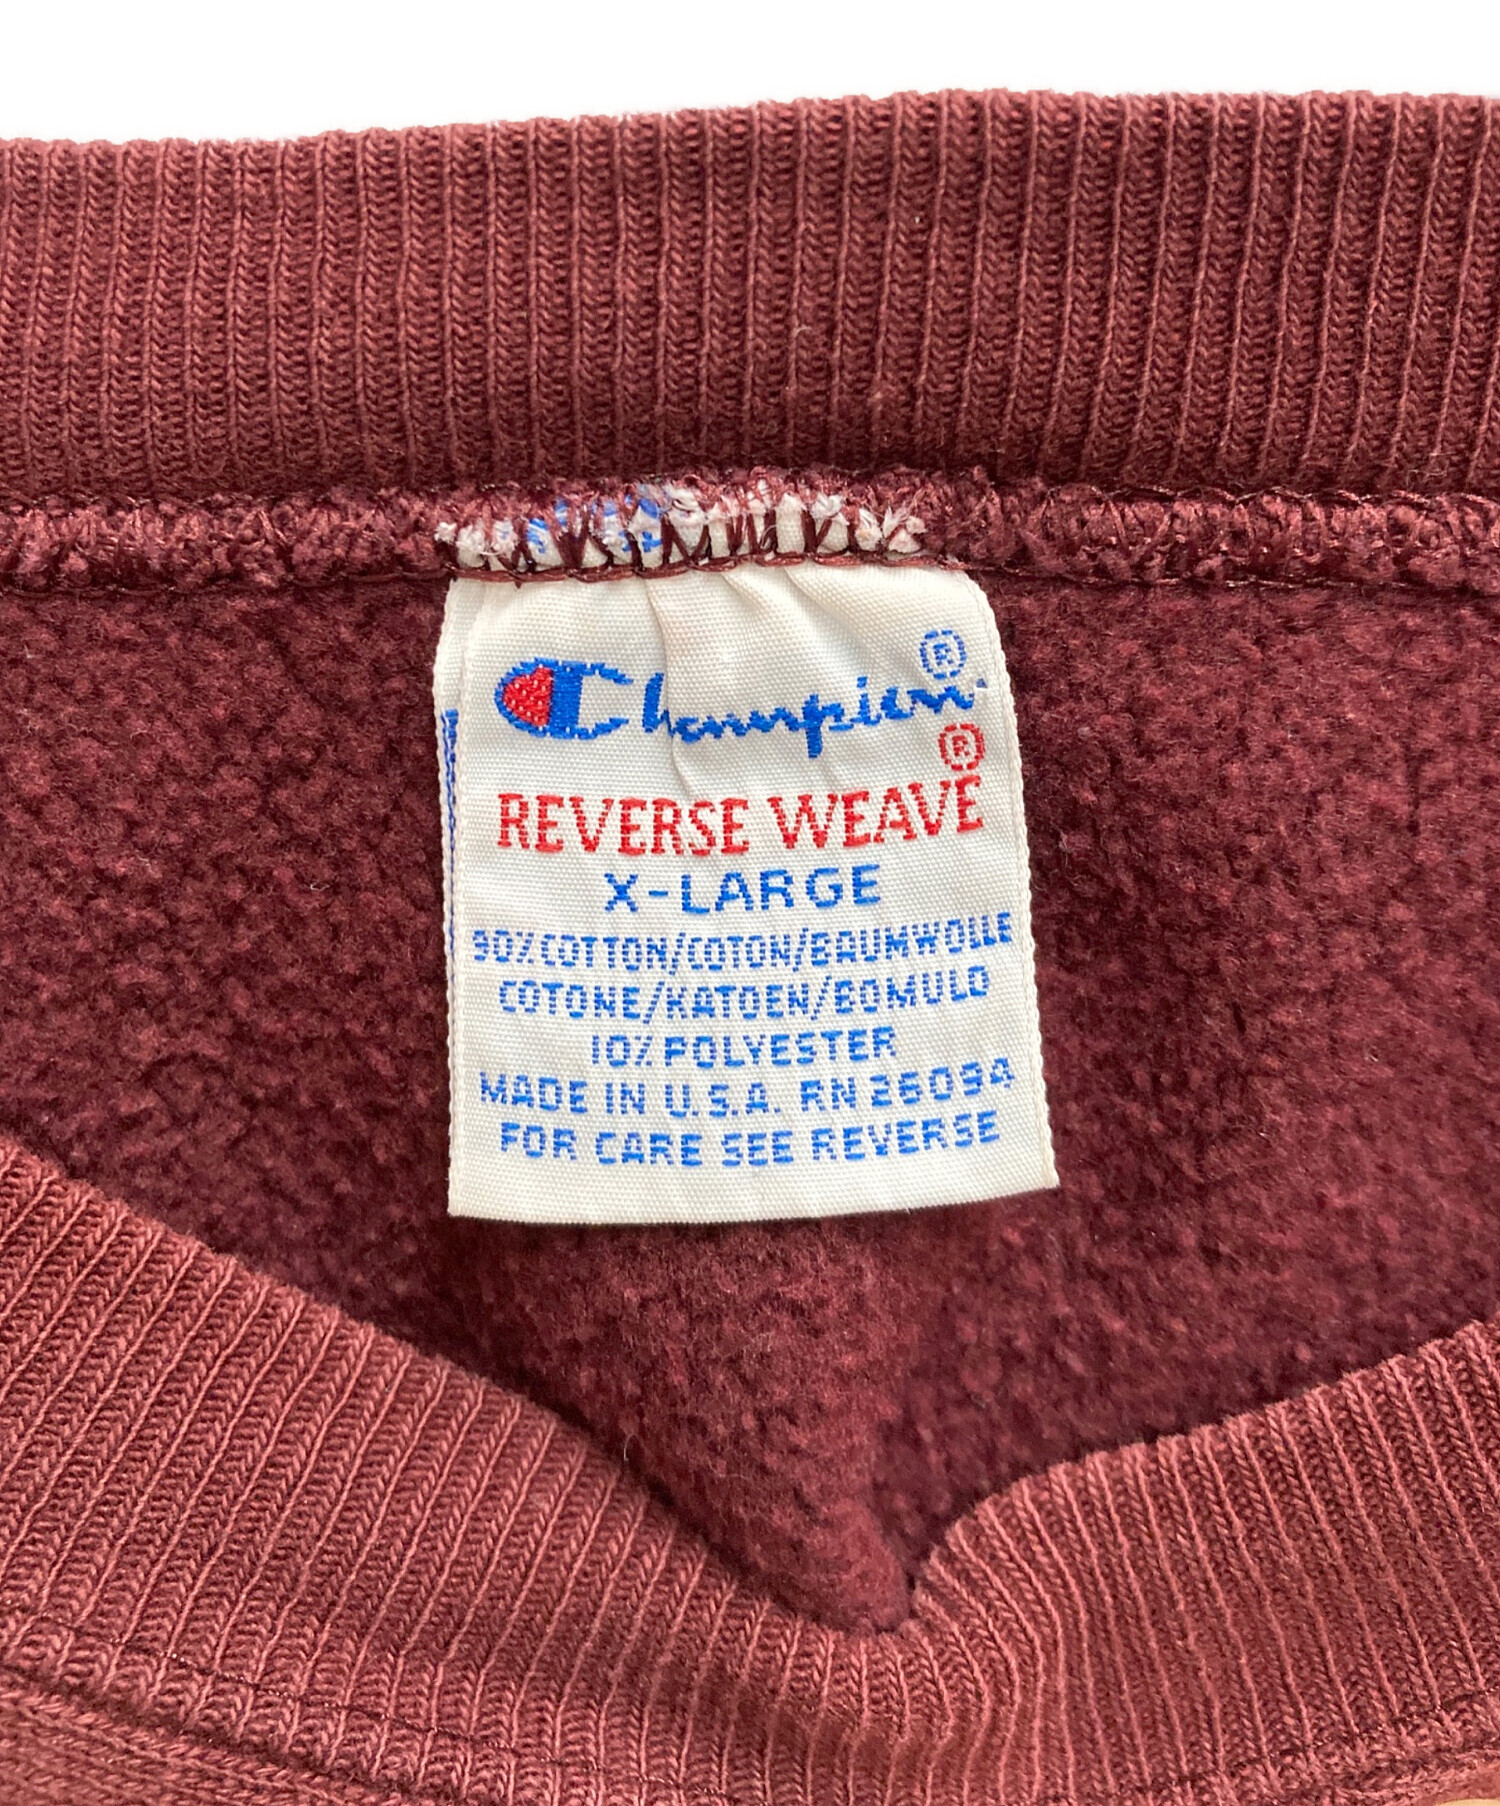 Champion®
REVERSE WEAVE®
X-LARGE
90% COTTON/COTON/BAUMWOLLE
COTONE/KATOEN/BOMULD
10% POLYESTER
MADE IN U.S.A. RN 26094
FOR CARE SEE REVERSE